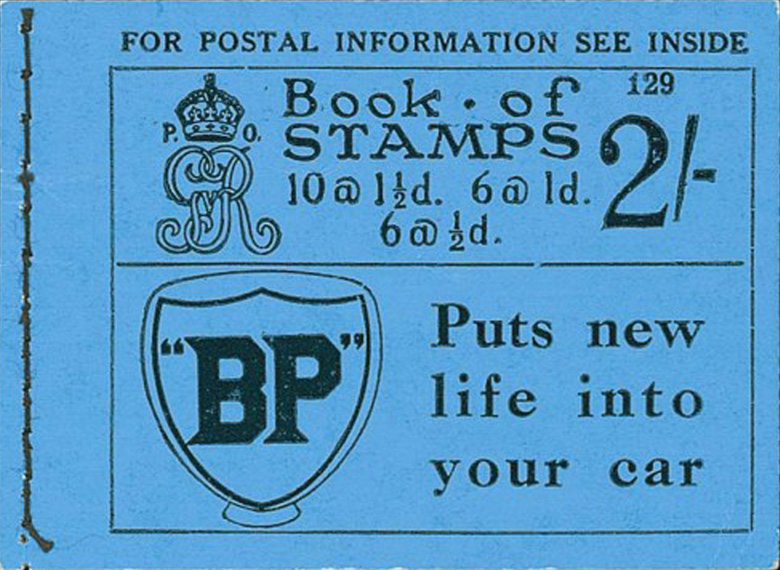 FOR POSTAL INFORMATION SEE INSIDE
Book · of 129
STAMPS 2/-
P. O.
10 @ 1½d. 6 @ 1d.
6 @ ½d.
GvR
"BP"
Puts new
life into
your car